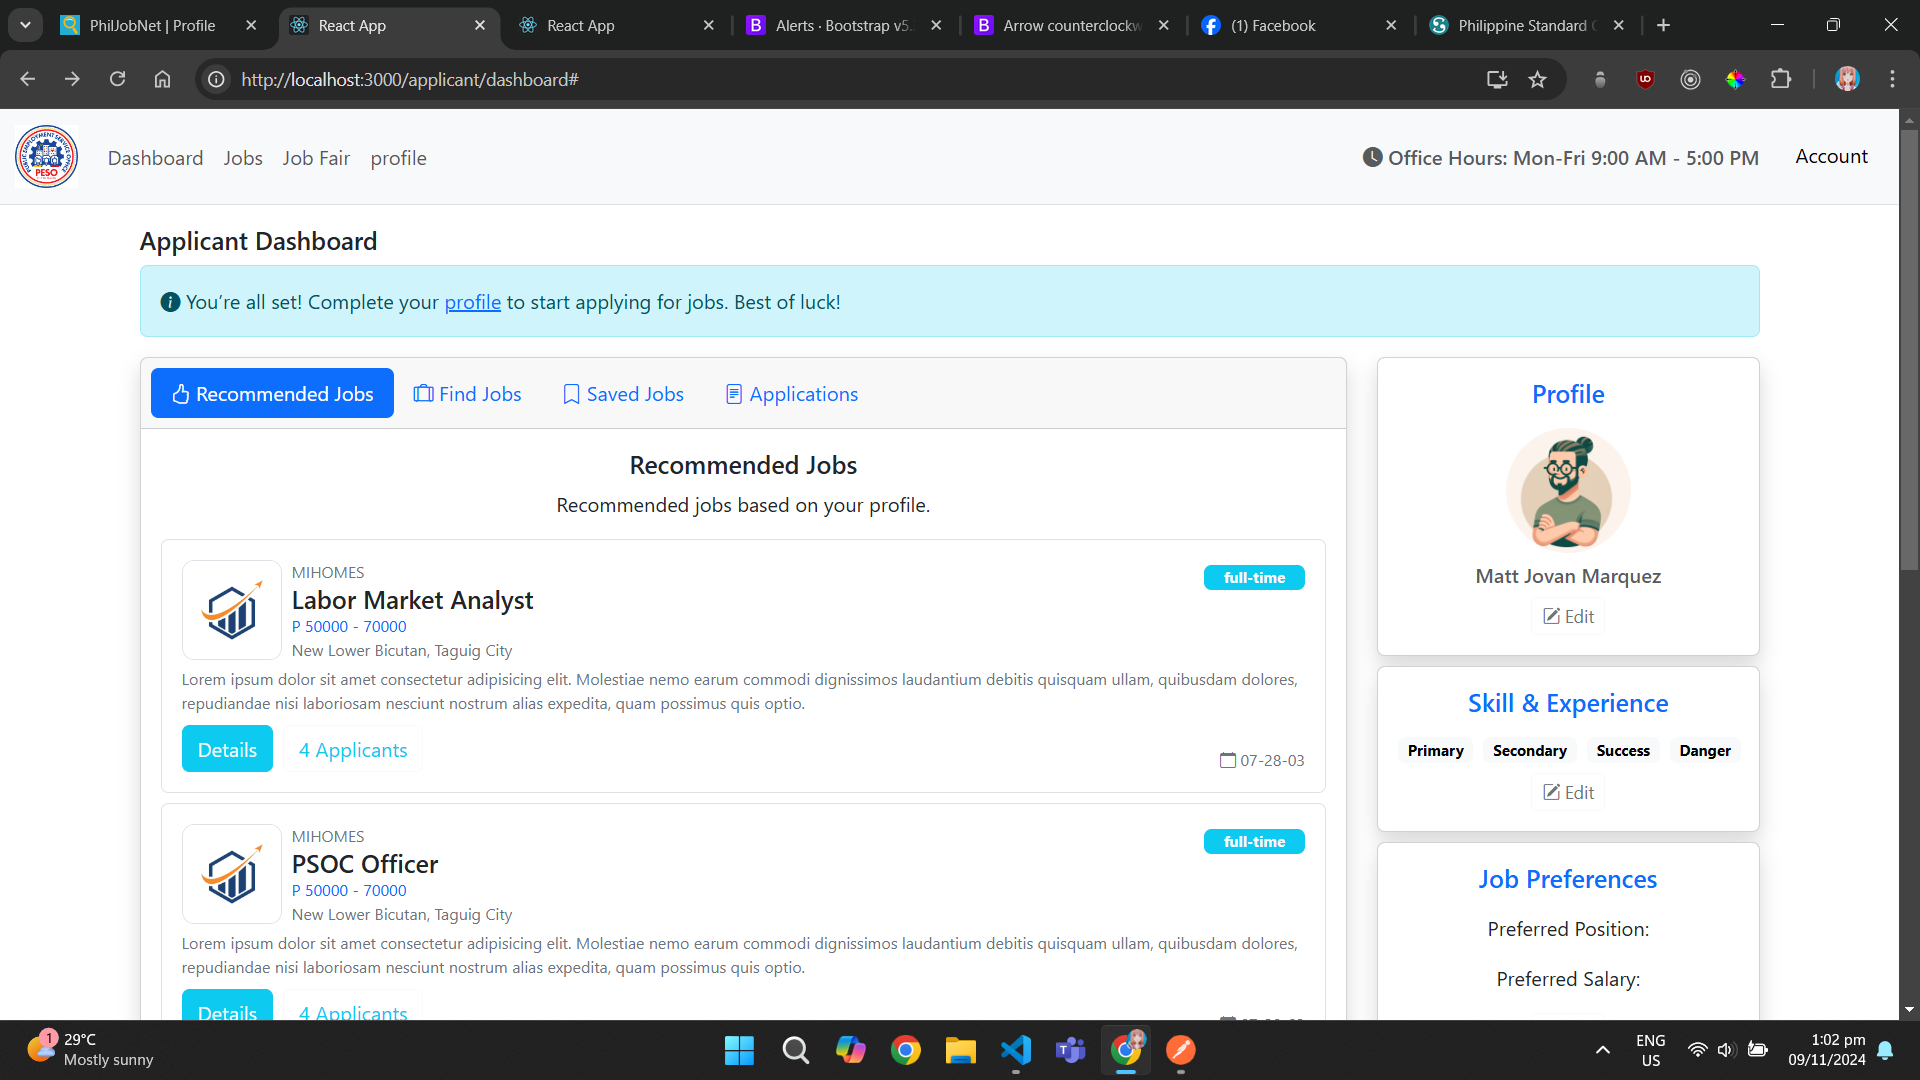 PhilJobNet | Profile
React App
React App
Alerts · Bootstrap v5.
Arrow counterclockw
(1) Facebook
Philippine Standard
http://localhost:3000/applicant/dashboard#
PUBLIC EMPLOYMENT SERVICE OFFICE
PESO
Dashboard
Jobs
Job Fair
profile
Office Hours: Mon-Fri 9:00 AM - 5:00 PM
Account
Applicant Dashboard
You're all set! Complete your profile to start applying for jobs. Best of luck!
Recommended Jobs
Find Jobs
Saved Jobs
Applications
Recommended Jobs
Recommended jobs based on your profile.
MIHOMES
full-time
Labor Market Analyst
P 50000 - 70000
New Lower Bicutan, Taguig City
Lorem ipsum dolor sit amet consectetur adipisicing elit. Molestiae nemo earum commodi dignissimos laudantium debitis quisquam ullam, quibusdam dolores,
repudiandae nisi laboriosam nesciunt nostrum alias expedita, quam possimus quis optio.
Details
4 Applicants
07-28-03
MIHOMES
full-time
PSOC Officer
P 50000 - 70000
New Lower Bicutan, Taguig City
Lorem ipsum dolor sit amet consectetur adipisicing elit. Molestiae nemo earum commodi dignissimos laudantium debitis quisquam ullam, quibusdam dolores,
repudiandae nisi laboriosam nesciunt nostrum alias expedita, quam possimus quis optio.
Details
4 Applicants
Profile
Matt Jovan Marquez
Edit
Skill & Experience
Primary
Secondary
Success
Danger
Edit
Job Preferences
Preferred Position:
Preferred Salary:
1
29°C
Mostly sunny
ENG
US
1:02 pm
09/11/2024